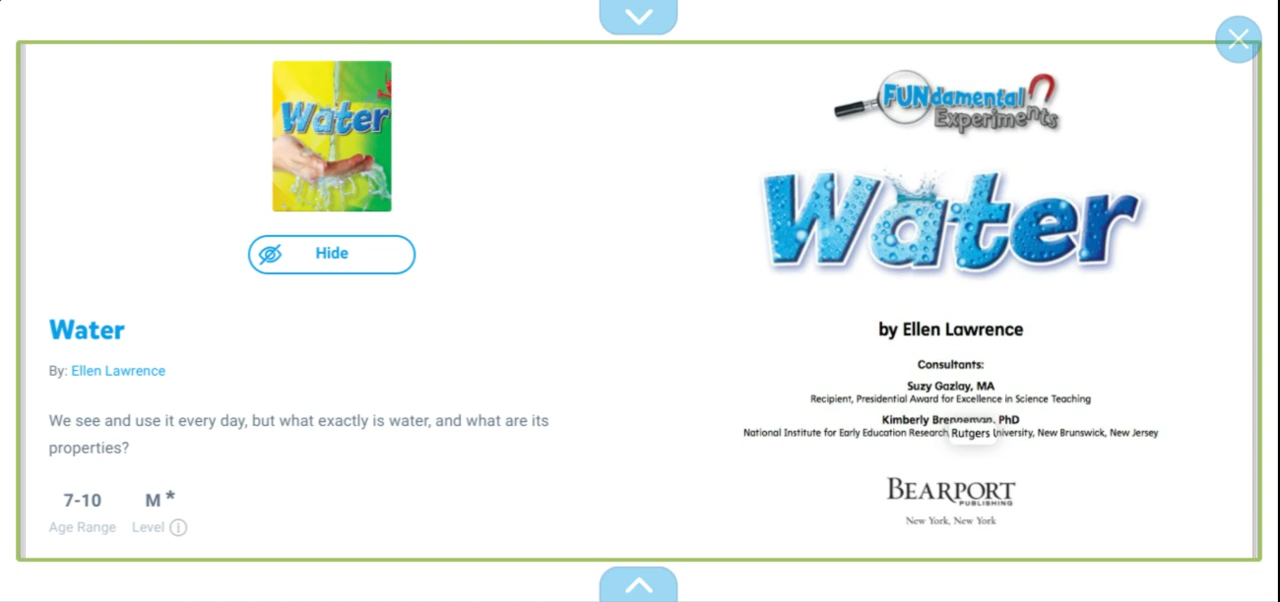 Water
Hide
Water
By: Ellen Lawrence
We see and use it every day, but what exactly is water, and what are its
properties?
7-10 M *
Age Range Level i
FUNdamental
Experiments
Water
by Ellen Lawrence
Consultants:
Suzy Gazlay, MA
Recipient, Presidential Award for Excellence in Science Teaching
Kimberly Brenneman, PhD
National Institute for Early Education Research, Rutgers University, New Brunswick, New Jersey
BEARPORT
PUBLISHING
New York, New York